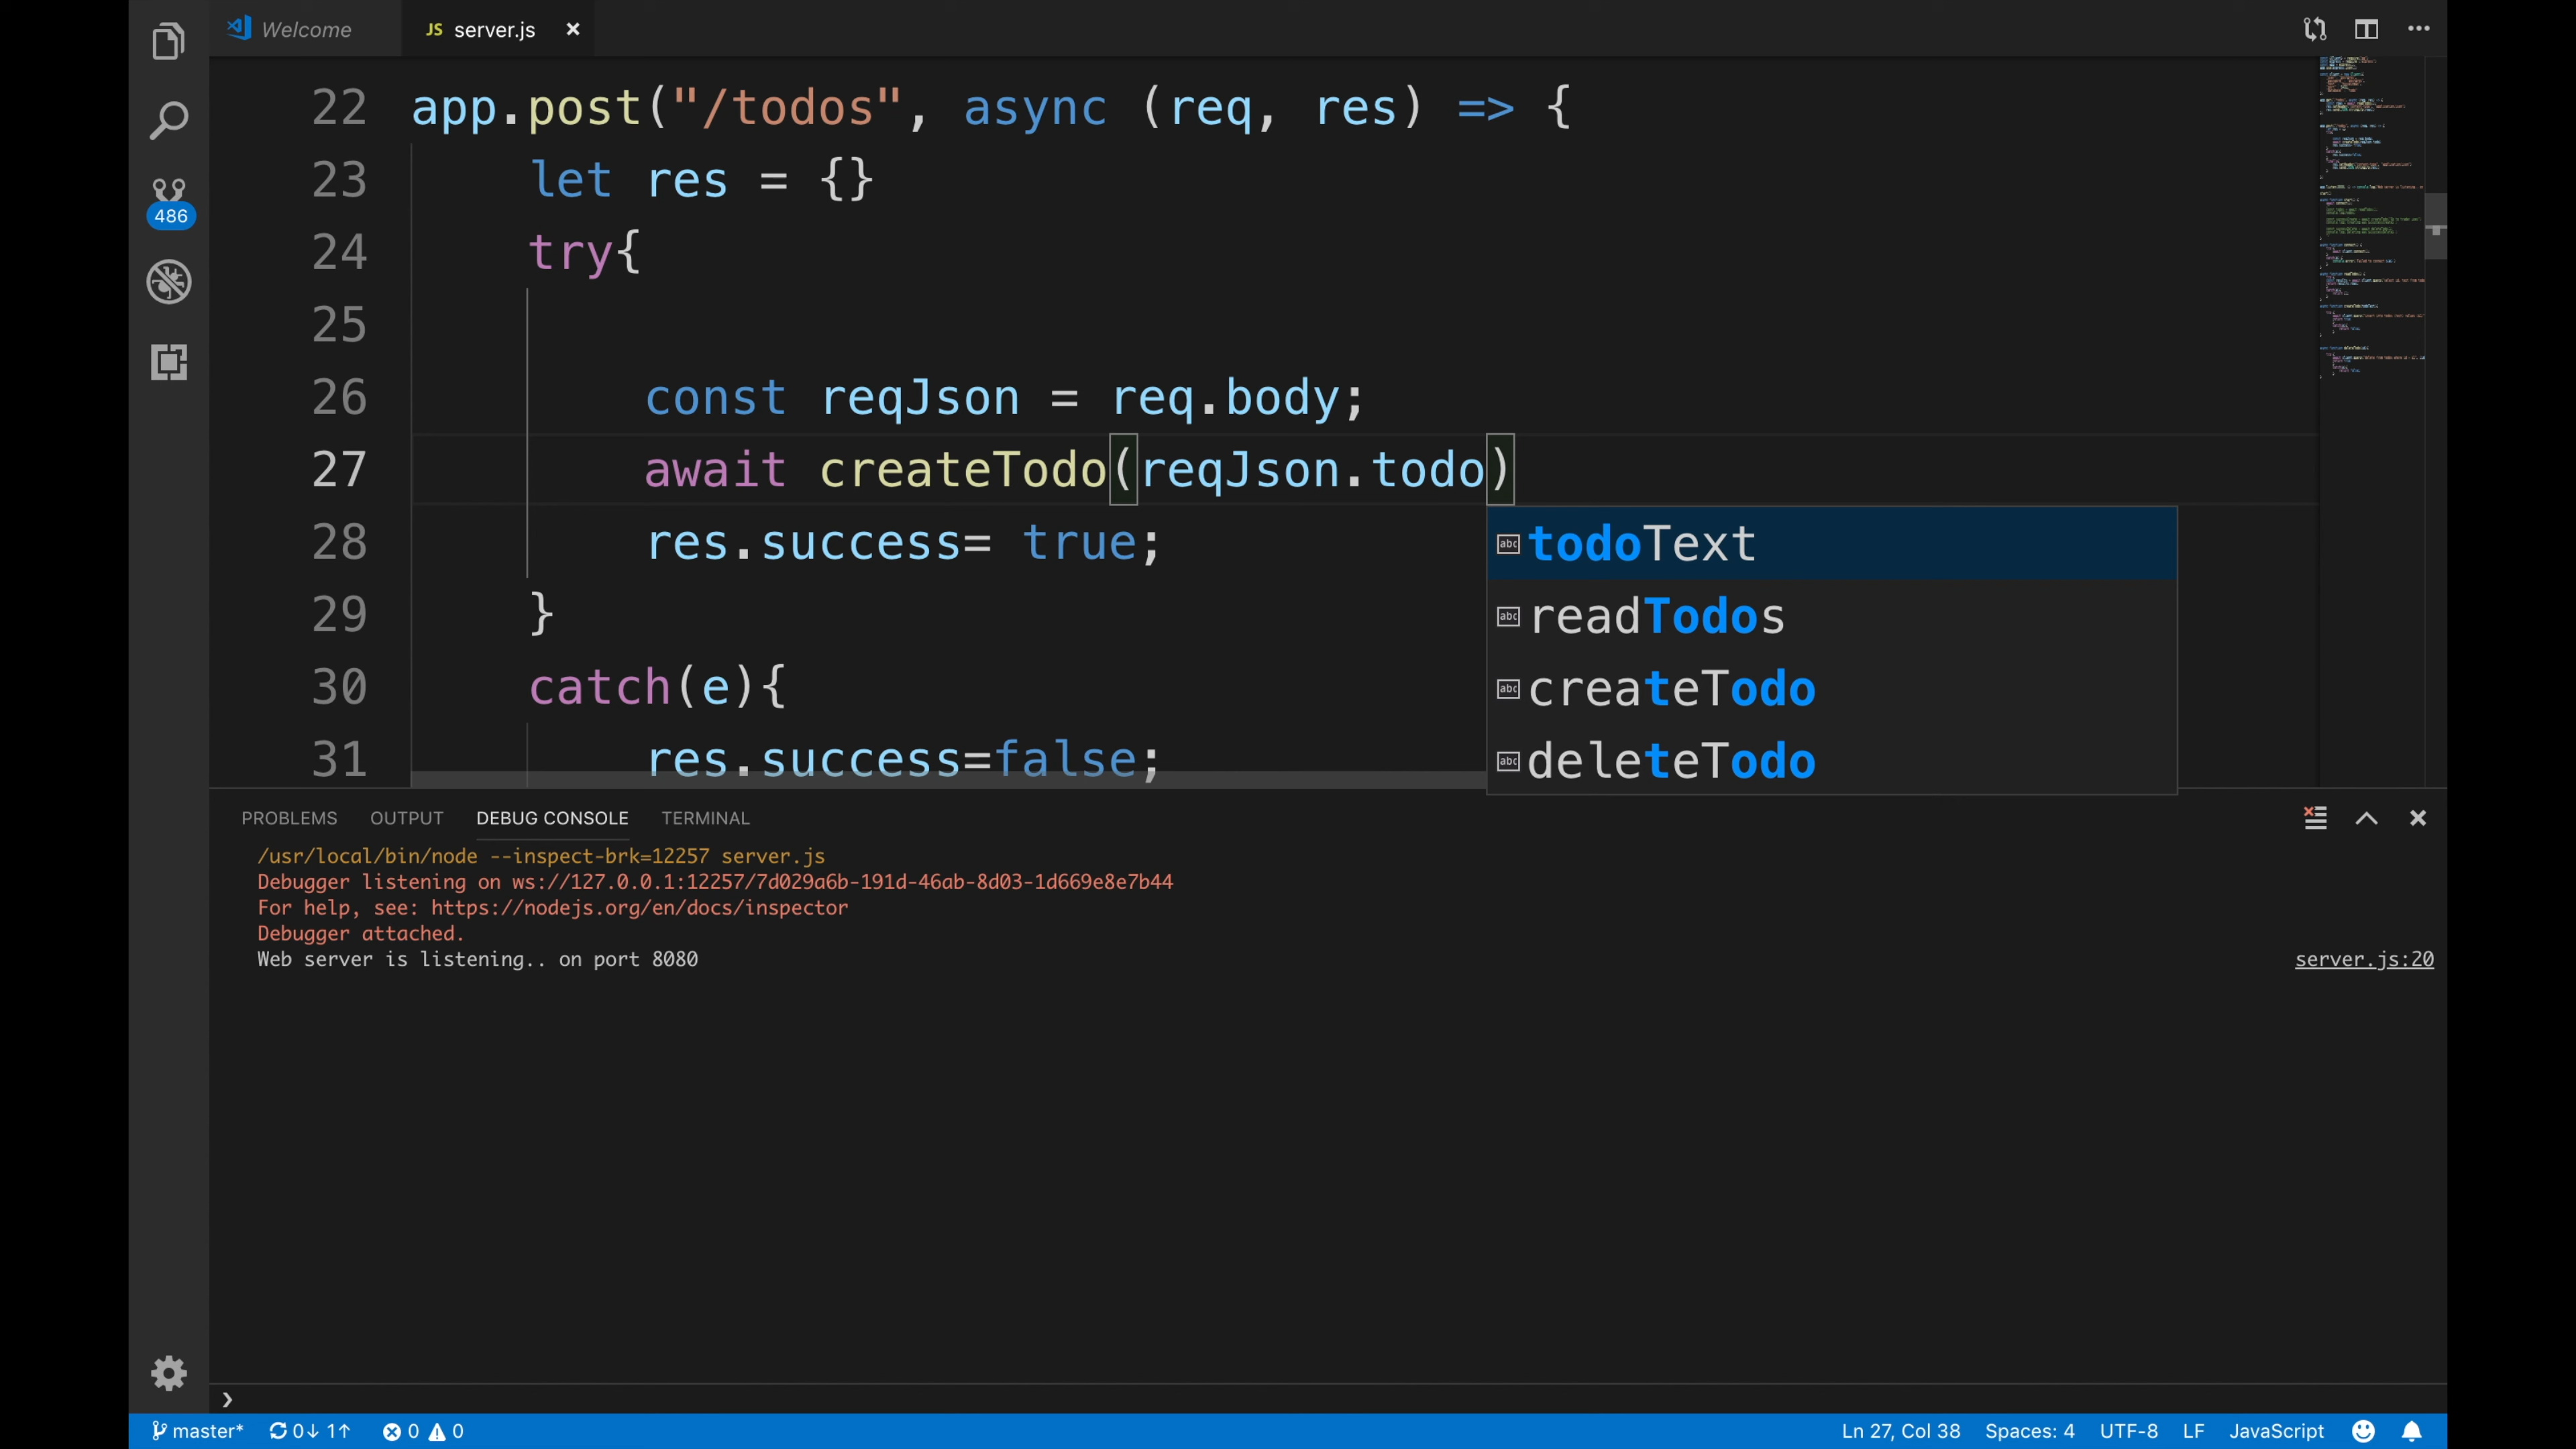 Welcome
JS server.js
22 app.post("/todos", async (req, res) => {
23 let res = {}
24 try{
25
26 const reqJson = req.body;
27 await createTodo(reqJson.todo)
28 res.success= true;
29 }
30 catch(e){
31 res.success=false;
abc todoText
abc readTodos
abc createTodo
abc deleteTodo
486
PROBLEMS OUTPUT DEBUG CONSOLE TERMINAL
/usr/local/bin/node --inspect-brk=12257 server.js
Debugger listening on ws://127.0.0.1:12257/7d029a6b-191d-46ab-8d03-1d669e8e7b44
For help, see: https://nodejs.org/en/docs/inspector
Debugger attached.
Web server is listening.. on port 8080 server.js:20
master* 0↓ 1↑ 0 0 Ln 27, Col 38 Spaces: 4 UTF-8 LF JavaScript